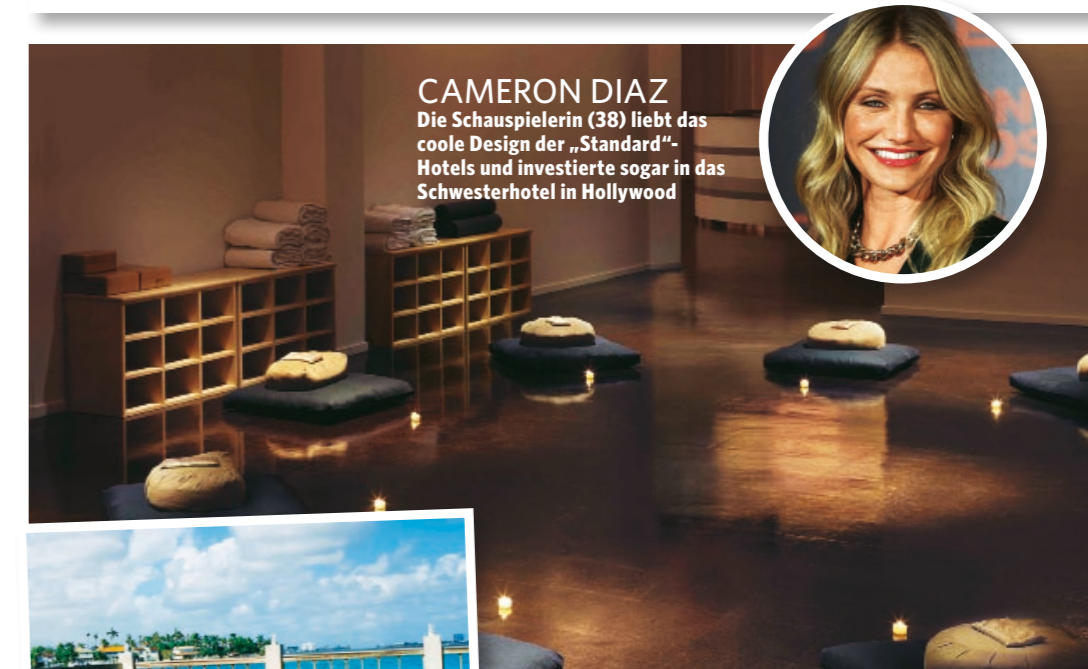 CAMERON DIAZ
Die Schauspielerin (38) liebt das
coole Design der „Standard“-
Hotels und investierte sogar in das
Schwesterhotel in Hollywood